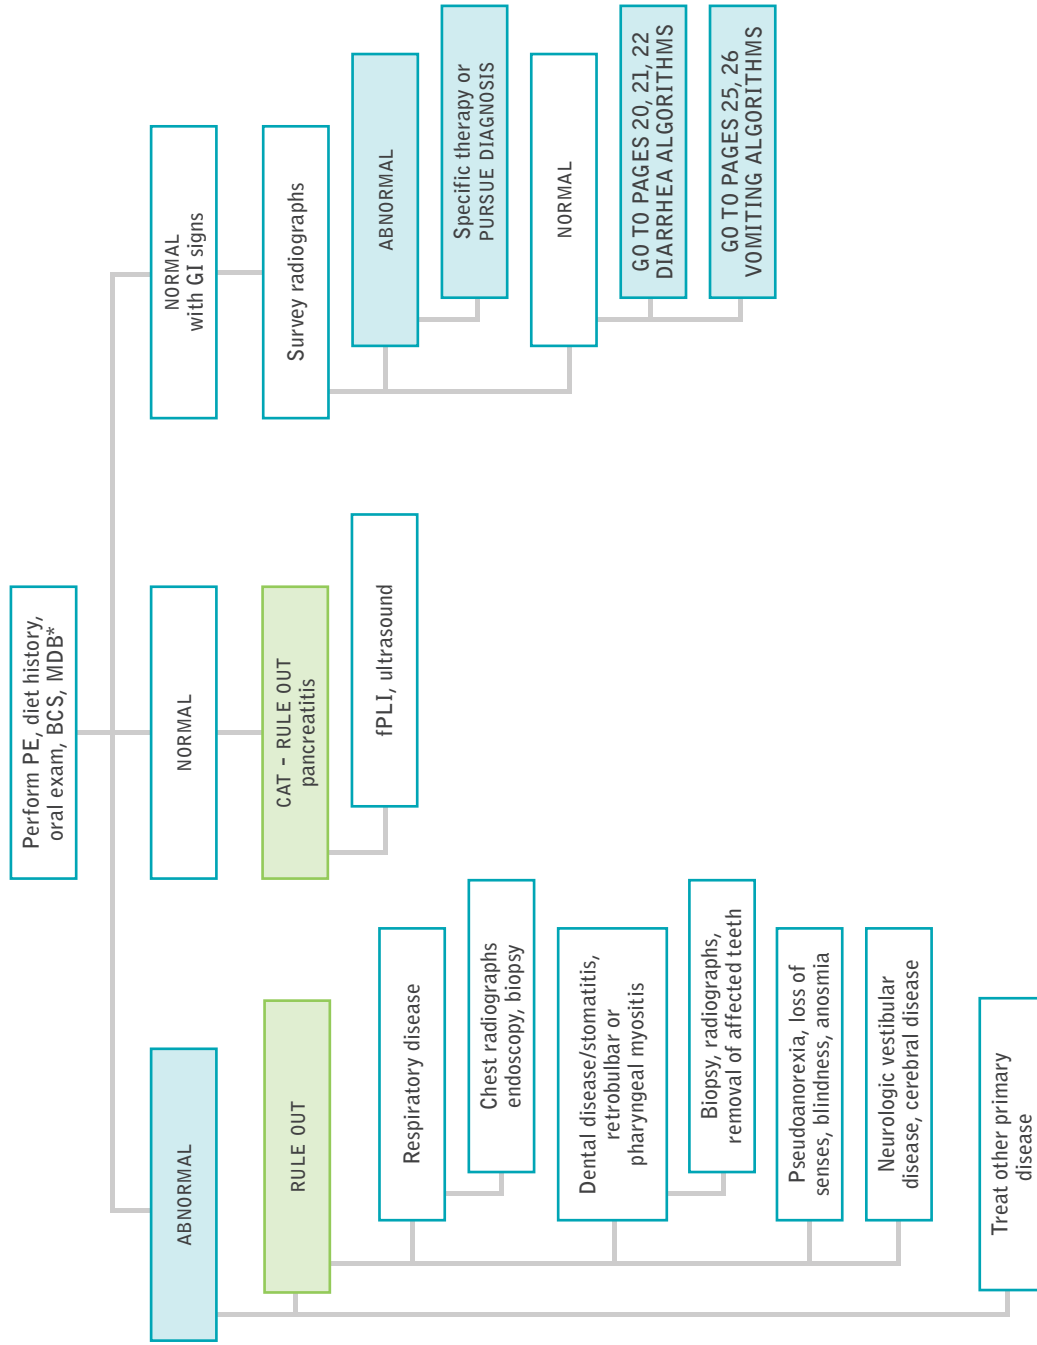 Perform PE, diet history,
oral exam, BCS, MDB*
ABNORMAL
RULE OUT
Respiratory disease
Chest radiographs
endoscopy, biopsy
Dental disease/stomatitis,
retrobulbar or
pharyngeal myositis
Biopsy, radiographs,
removal of affected teeth
Pseudoanorexia, loss of
senses, blindness, anosmia
Neurologic vestibular
disease, cerebral disease
Treat other primary
disease
NORMAL
CAT - RULE OUT
pancreatitis
fPLI, ultrasound
NORMAL
with GI signs
Survey radiographs
ABNORMAL
Specific therapy or
PURSUE DIAGNOSIS
NORMAL
GO TO PAGES 20, 21, 22
DIARRHEA ALGORITHMS
GO TO PAGES 25, 26
VOMITING ALGORITHMS